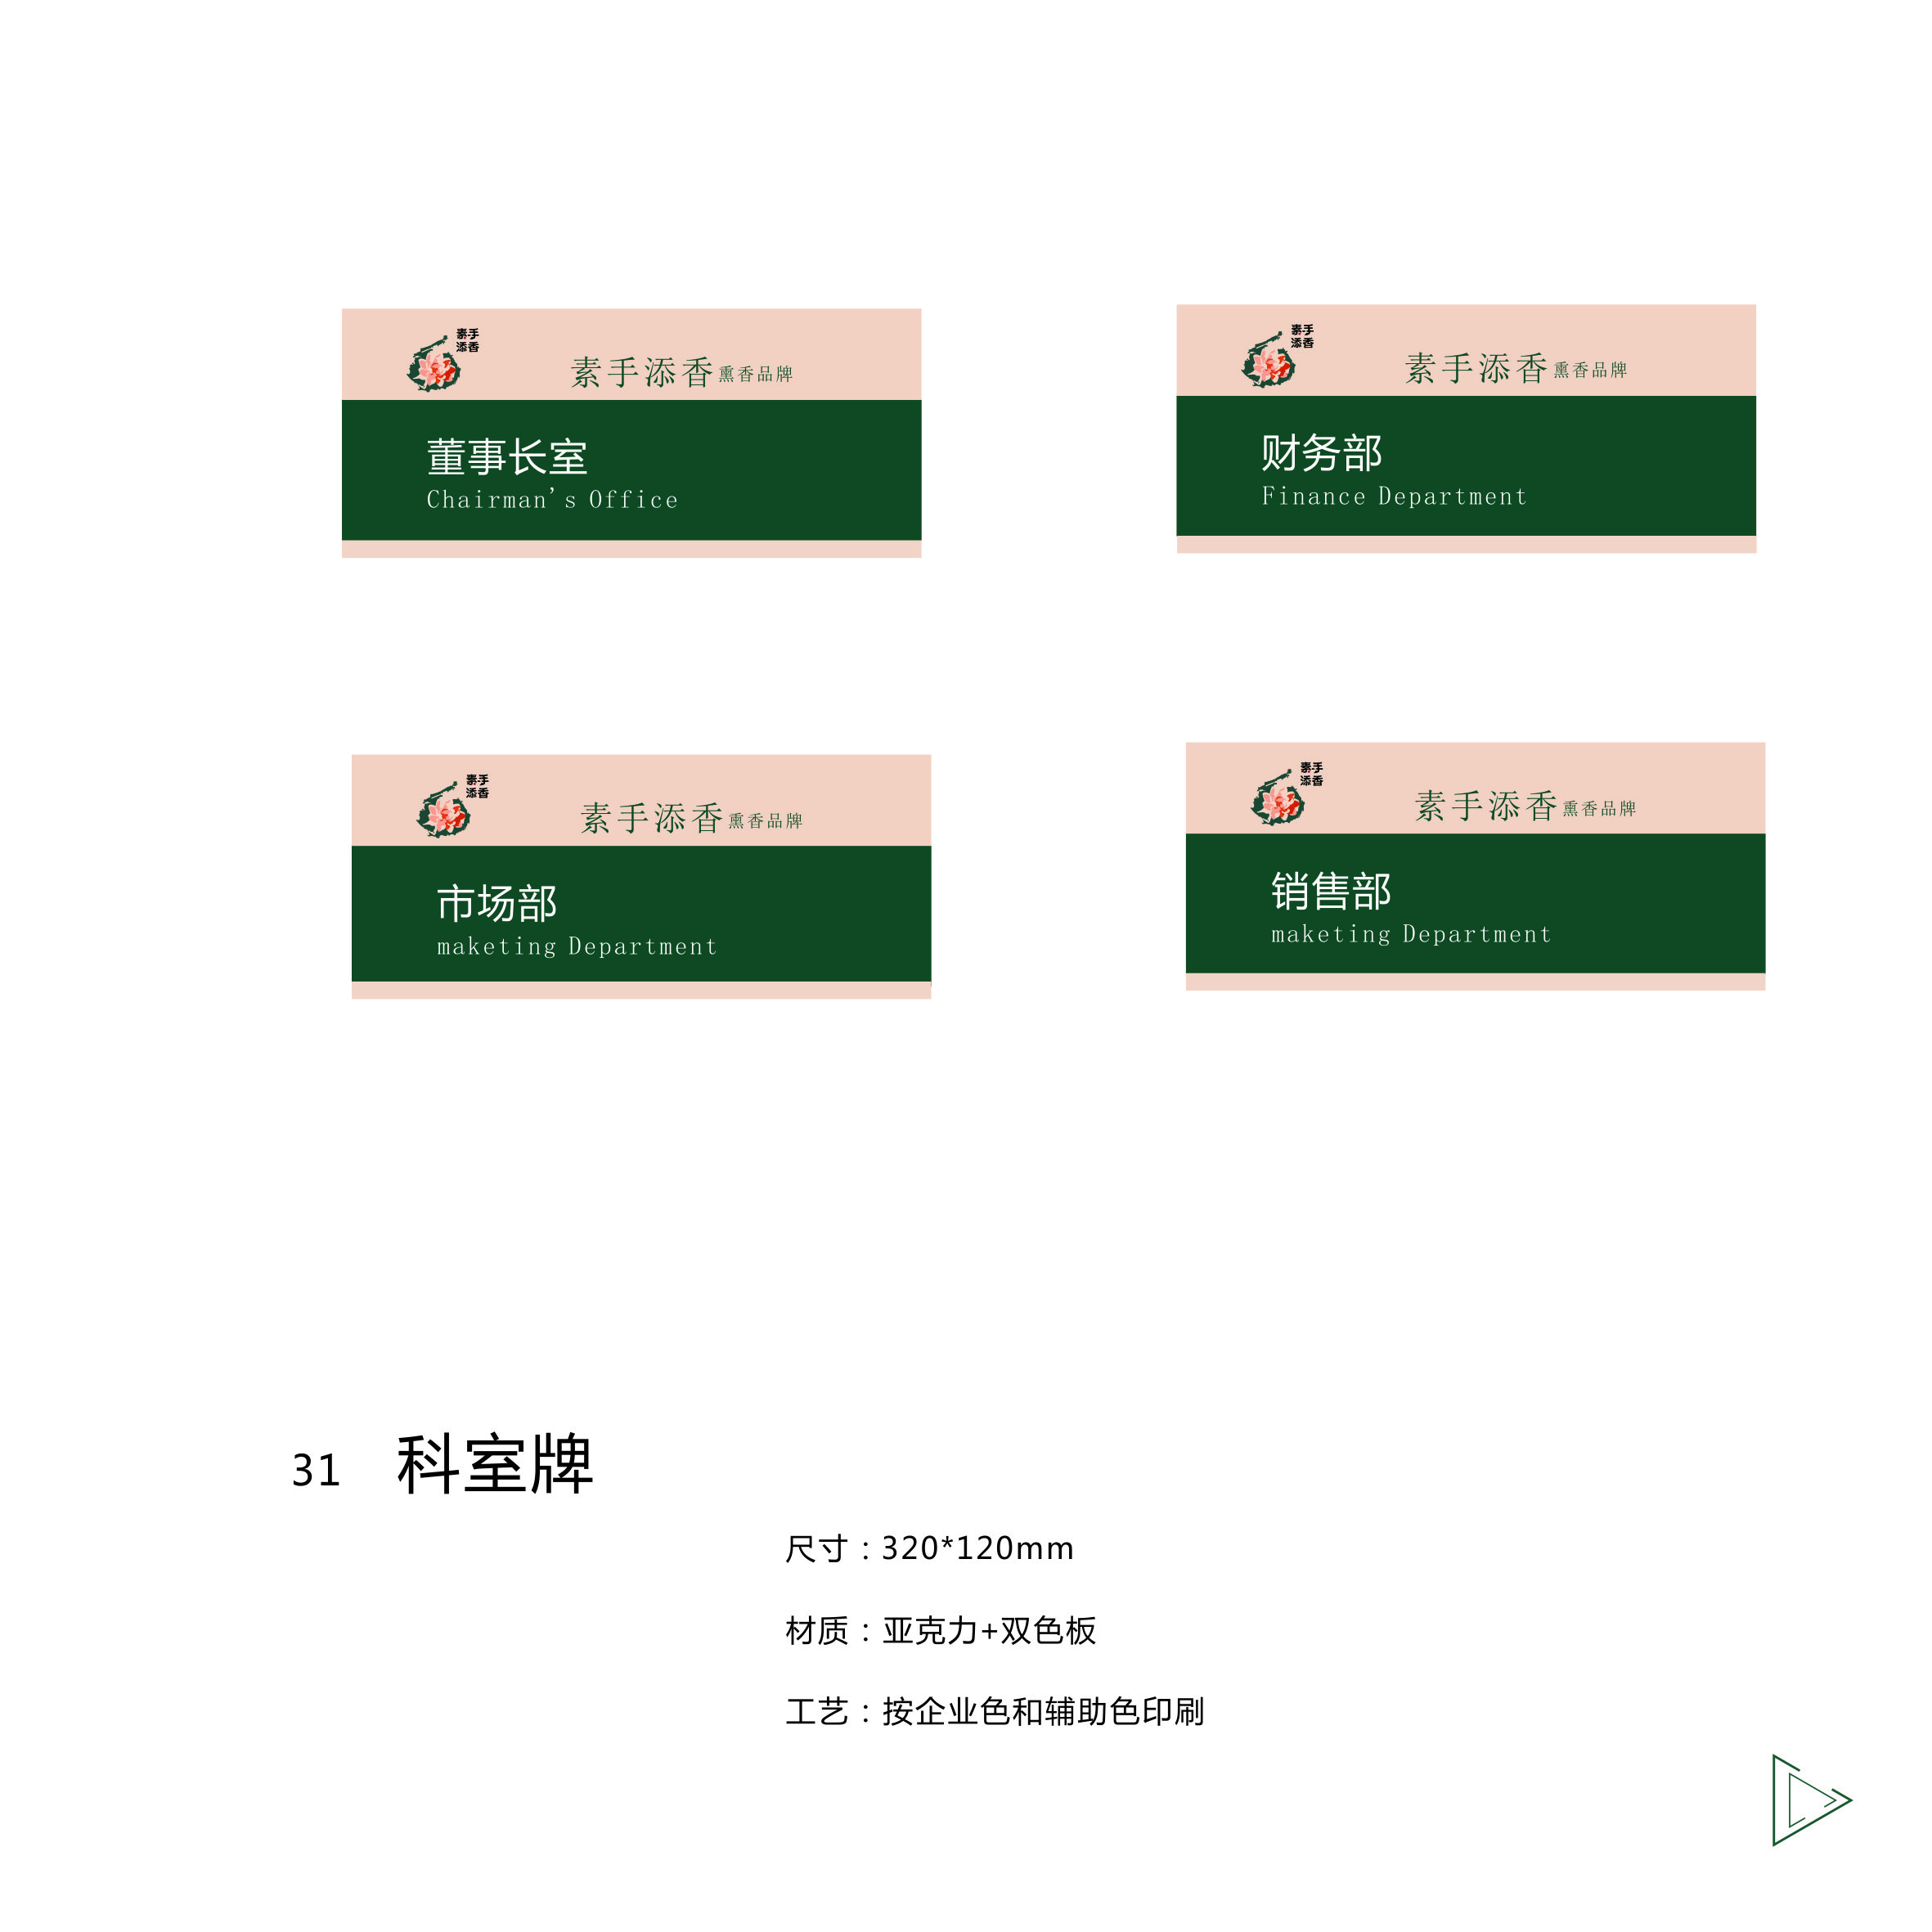 素手
添香
素手添香熏香品牌
董事长室
Chairman's Office
素手
添香
素手添香熏香品牌
财务部
Finance Department
素手
添香
素手添香熏香品牌
市场部
maketing Department
素手
添香
素手添香熏香品牌
销售部
maketing Department
31 科室牌
尺寸：320*120mm
材质：亚克力+双色板
工艺：按企业色和辅助色印刷